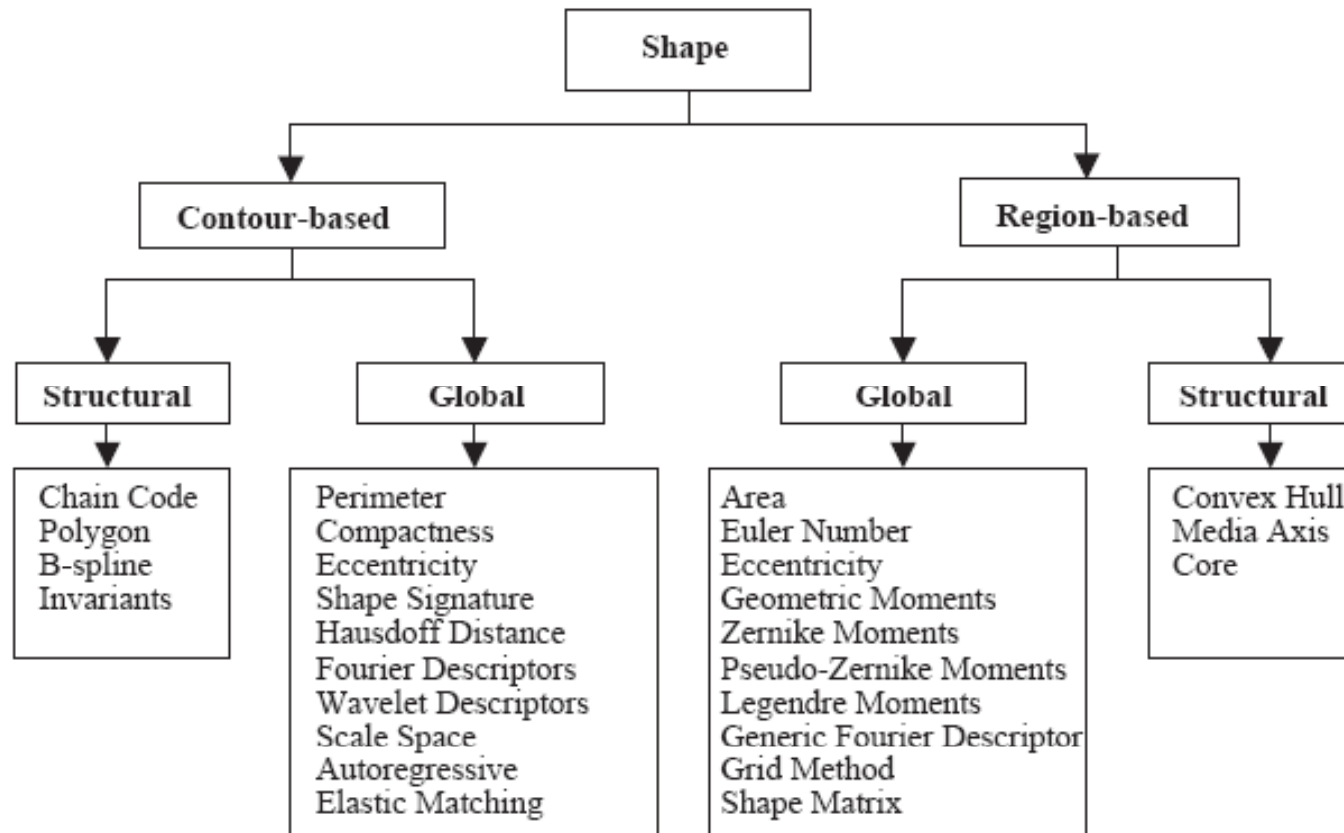 Shape
Contour-based
Region-based
Structural
Global
Global
Structural
Chain Code
Polygon
B-spline
Invariants
Perimeter
Compactness
Eccentricity
Shape Signature
Hausdoff Distance
Fourier Descriptors
Wavelet Descriptors
Scale Space
Autoregressive
Elastic Matching
Area
Euler Number
Eccentricity
Geometric Moments
Zernike Moments
Pseudo-Zernike Moments
Legendre Moments
Generic Fourier Descriptor
Grid Method
Shape Matrix
Convex Hull
Media Axis
Core